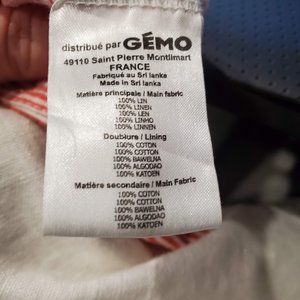 distribué par GÉMO
49110 Saint Pierre Montlimart
FRANCE
Fabriqué au Sri lanka
Made in Sri lanka
Matière principale / Main fabric
100% LIN
100% LINEN
100% LEN
100% LINHO
100% LINNEN
Doublure / Lining
100% COTON
100% COTTON
100% BAWELNA
100% ALGODAO
100% KATOEN
Matière secondaire / Main Fabric
100% COTON
100% COTTON
100% BAWELNA
100% ALGODAO
100% KATOEN